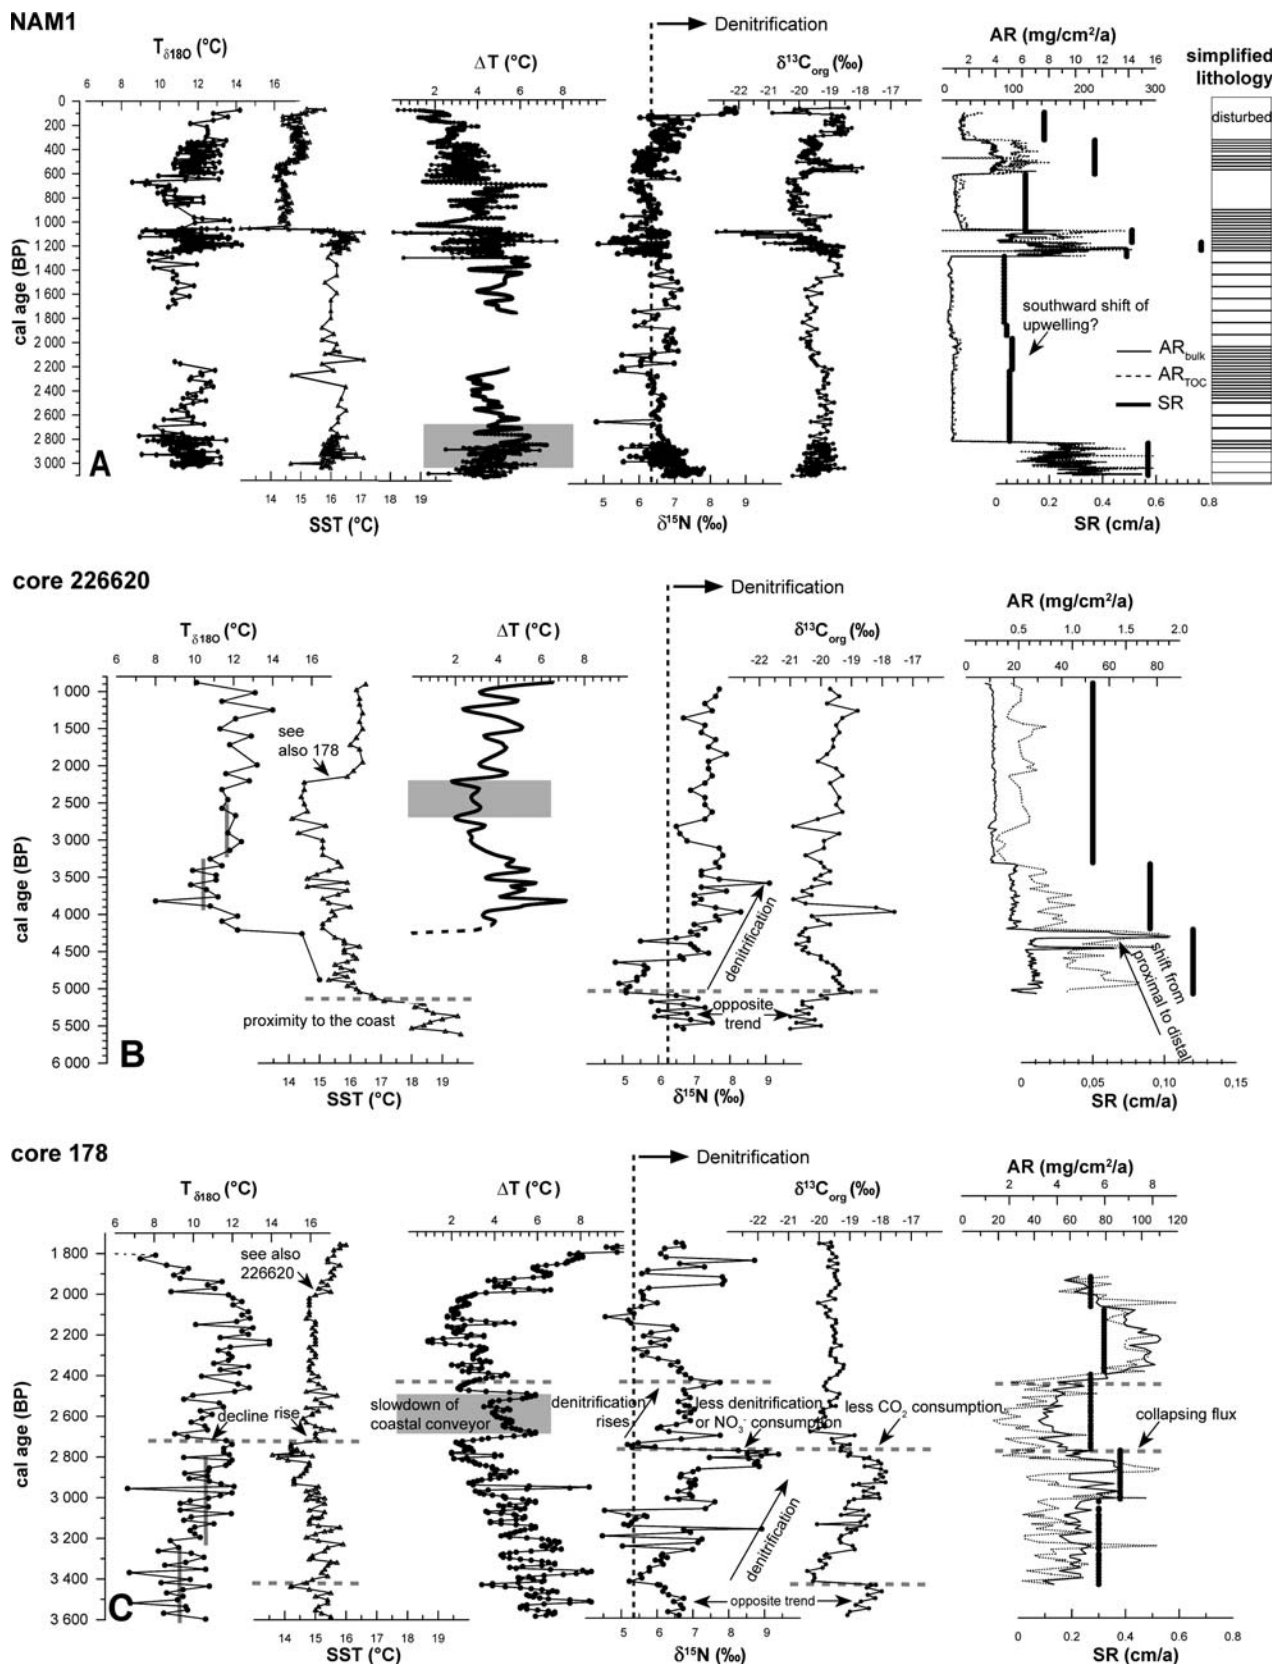 NAM1
Denitrification
T δ18O (°C)
ΔT (°C)
δ13Corg (‰)
AR (mg/cm2/a)
simplified
lithology
6 8 10 12 14 16
2 4 6 8
-22 -21 -20 -19 -18 -17
0 2 4 6 8 10 12 14 16
0 100 200 300
disturbed
0
200
400
600
800
1 000
1 200
1 400
1 600
1 800
2 000
2 200
2 400
2 600
2 800
3 000
cal age (BP)
southward shift of
upwelling?
ARbulk
ARTOC
SR
A
14 15 16 17 18 19
SST (°C)
5 6 7 8 9
δ15N (‰)
0 0.2 0.4 0.6 0.8
SR (cm/a)
core 226620
Denitrification
T δ18O (°C)
ΔT (°C)
δ13Corg (‰)
AR (mg/cm2/a)
6 8 10 12 14 16
2 4 6 8
-22 -21 -20 -19 -18 -17
0.5 1.0 1.5 2.0
0 20 40 60 80
1 000
1 500
2 000
2 500
3 000
3 500
4 000
4 500
5 000
5 500
6 000
cal age (BP)
see
also 178
denitrification
opposite
trend
proximity to the coast
shift from
proximal to distal
B
14 15 16 17 18 19
SST (°C)
5 6 7 8 9
δ15N (‰)
0 0,05 0,10 0,15
SR (cm/a)
core 178
Denitrification
T δ18O (°C)
ΔT (°C)
δ13Corg (‰)
AR (mg/cm2/a)
6 8 10 12 14 16
2 4 6 8
-22 -21 -20 -19 -18 -17
2 4 6 8
0 20 40 60 80 100 120
1 800
2 000
2 200
2 400
2 600
2 800
3 000
3 200
3 400
3 600
cal age (BP)
see also
226620
decline
rise
slowdown of
coastal conveyor
denitrification
rises
less denitrification
or NO3- consumption
less CO2 consumption
collapsing flux
denitrification
opposite trend
C
14 15 16 17 18 19
SST (°C)
5 6 7 8 9
δ15N (‰)
0 0.2 0.4 0.6 0.8
SR (cm/a)